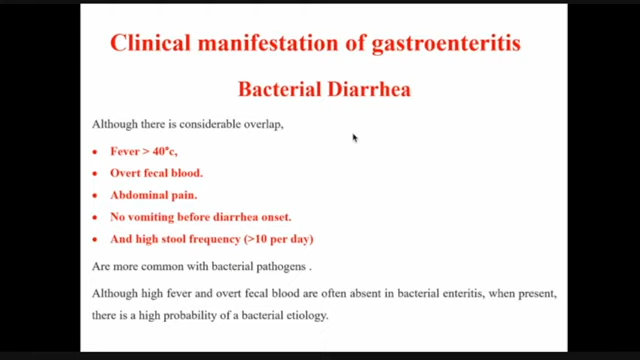 Clinical manifestation of gastroenteritis
Bacterial Diarrhea
Although there is considerable overlap,
• Fever > 40°c,
• Overt fecal blood.
• Abdominal pain.
• No vomiting before diarrhea onset.
• And high stool frequency (>10 per day)
Are more common with bacterial pathogens .
Although high fever and overt fecal blood are often absent in bacterial enteritis, when present,
there is a high probability of a bacterial etiology.